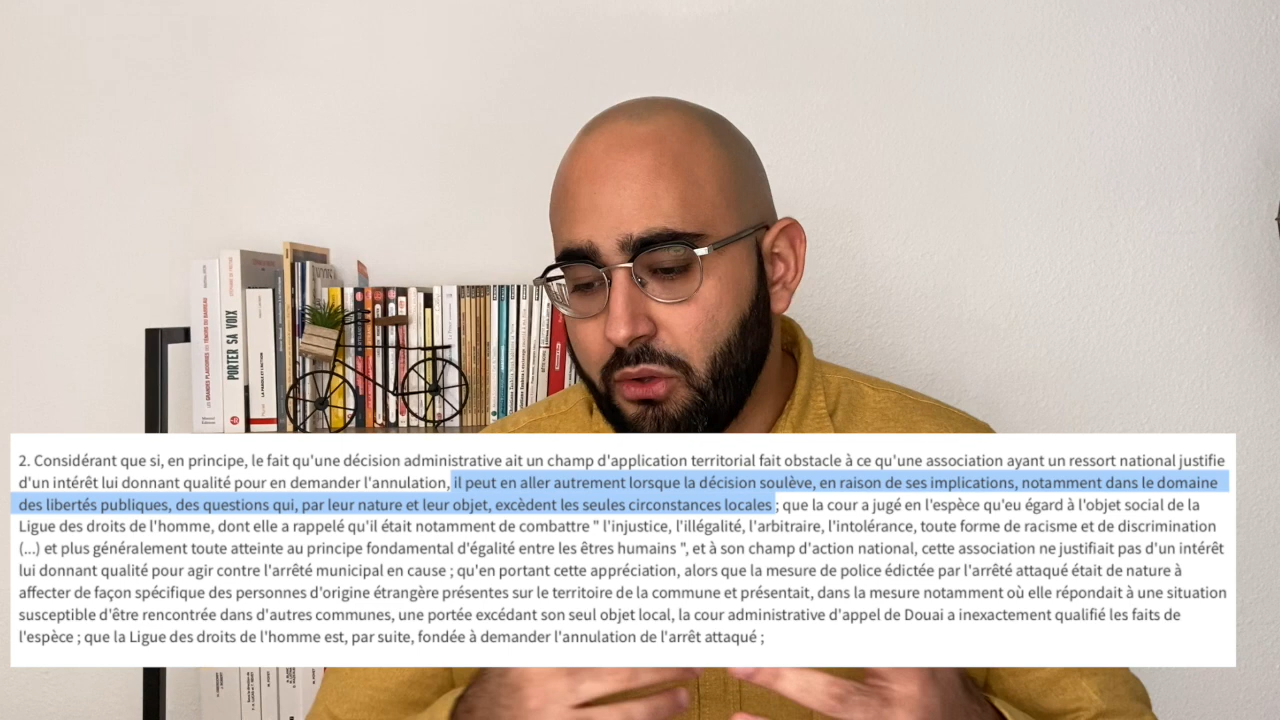 PORTER SA VOIX
LES GRANDES PLAIDOIRIES DES TÉNORS DU BARREAU
LA PAROLE EST L'ACTION
2. Considérant que si, en principe, le fait qu'une décision administrative ait un champ d'application territorial fait obstacle à ce qu'une association ayant un ressort national justifie
d'un intérêt lui donnant qualité pour en demander l'annulation, il peut en aller autrement lorsque la décision soulève, en raison de ses implications, notamment dans le domaine
des libertés publiques, des questions qui, par leur nature et leur objet, excèdent les seules circonstances locales ; que la cour a jugé en l'espèce qu'eu égard à l'objet social de la
Ligue des droits de l'homme, dont elle a rappelé qu'il était notamment de combattre " l'injustice, l'illégalité, l'arbitraire, l'intolérance, toute forme de racisme et de discrimination
(...) et plus généralement toute atteinte au principe fondamental d'égalité entre les êtres humains ", et à son champ d'action national, cette association ne justifiait pas d'un intérêt
lui donnant qualité pour agir contre l'arrêté municipal en cause ; qu'en portant cette appréciation, alors que la mesure de police édictée par l'arrêté attaqué était de nature à
affecter de façon spécifique des personnes d'origine étrangère présentes sur le territoire de la commune et présentait, dans la mesure notamment où elle répondait à une situation
susceptible d'être rencontrée dans d'autres communes, une portée excédant son seul objet local, la cour administrative d'appel de Douai a inexactement qualifié les faits de
l'espèce ; que la Ligue des droits de l'homme est, par suite, fondée à demander l'annulation de l'arrêt attaqué ;